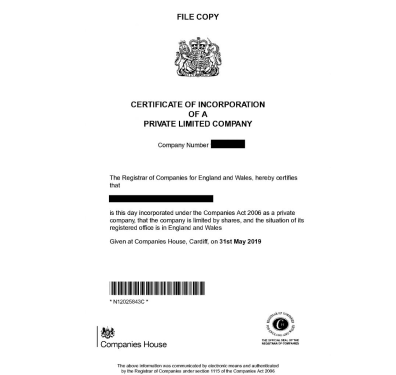 FILE COPY
CERTIFICATE OF INCORPORATION
OF A
PRIVATE LIMITED COMPANY
Company Number
The Registrar of Companies for England and Wales, hereby certifies
that
is this day incorporated under the Companies Act 2006 as a private
company, that the company is limited by shares, and the situation of its
registered office is in England and Wales
Given at Companies House, Cardiff, on 31st May 2019
* N12025843C *
Companies House
THE OFFICIAL SEAL OF THE
REGISTRAR OF COMPANIES
The above information was communicated by electronic means and authenticated
by the Registrar of Companies under section 1115 of the Companies Act 2006